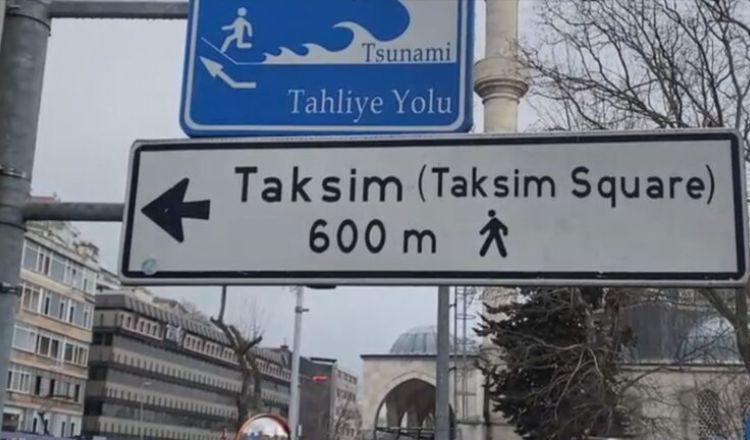 Tsunami
Tahliye Yolu
Taksim (Taksim Square)
600 m